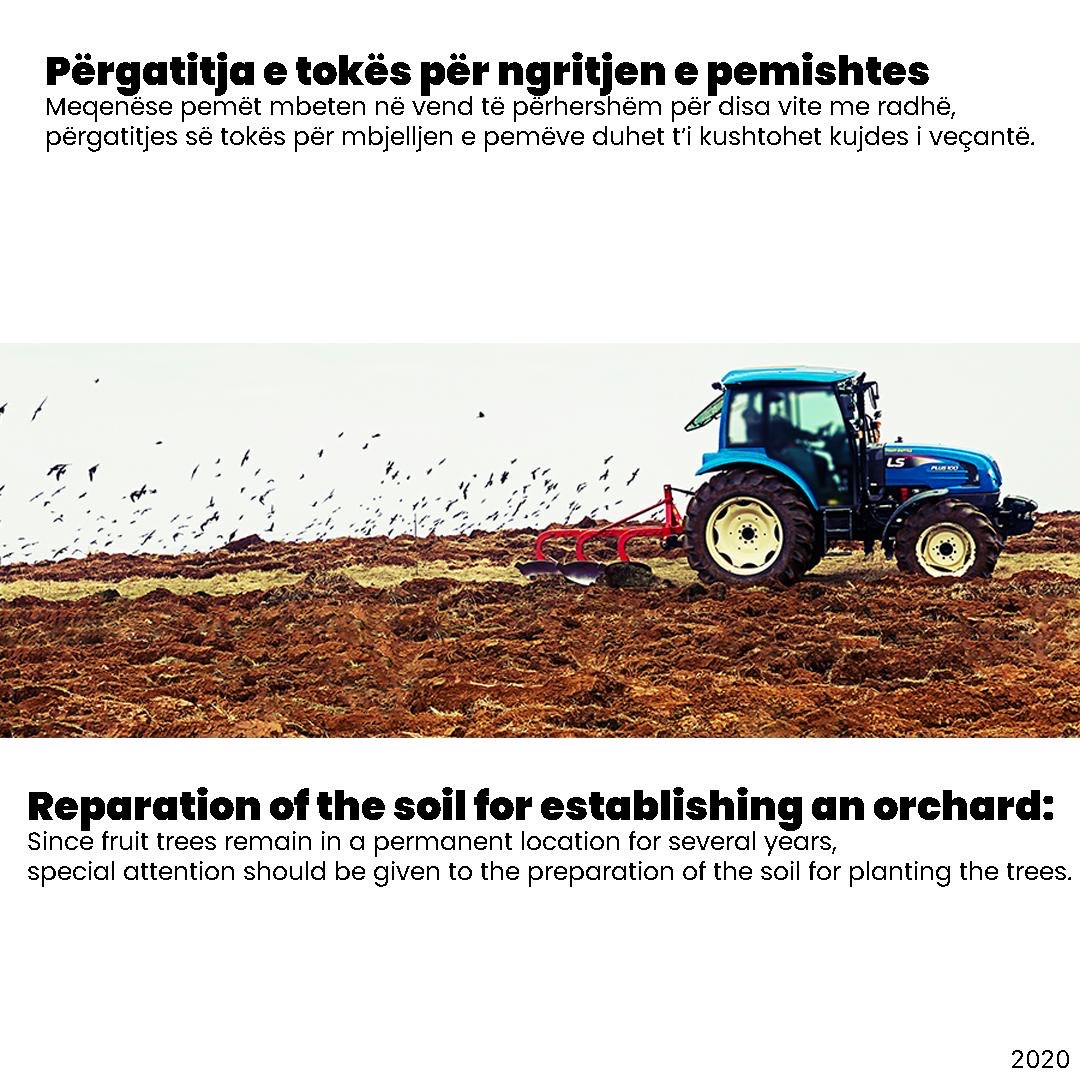 Përgatitja e tokës për ngritjen e pemishtes
Meqenëse pemët mbeten në vend të përhershëm për disa vite me radhë,
përgatitjes së tokës për mbjelljen e pemëve duhet t'i kushtohet kujdes i veçantë.
LS
PLUS 100
Reparation of the soil for establishing an orchard:
Since fruit trees remain in a permanent location for several years,
special attention should be given to the preparation of the soil for planting the trees.
2020